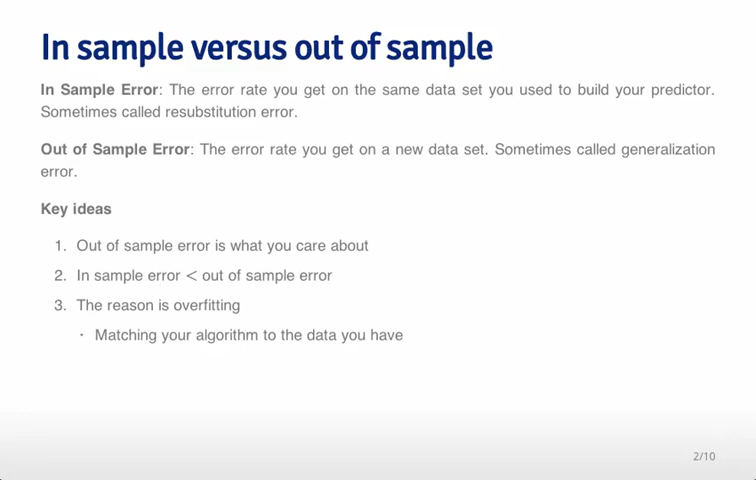 In sample versus out of sample
In Sample Error: The error rate you get on the same data set you used to build your predictor.
Sometimes called resubstitution error.
Out of Sample Error: The error rate you get on a new data set. Sometimes called generalization
error.
Key ideas
1. Out of sample error is what you care about
2. In sample error < out of sample error
3. The reason is overfitting
· Matching your algorithm to the data you have
2/10